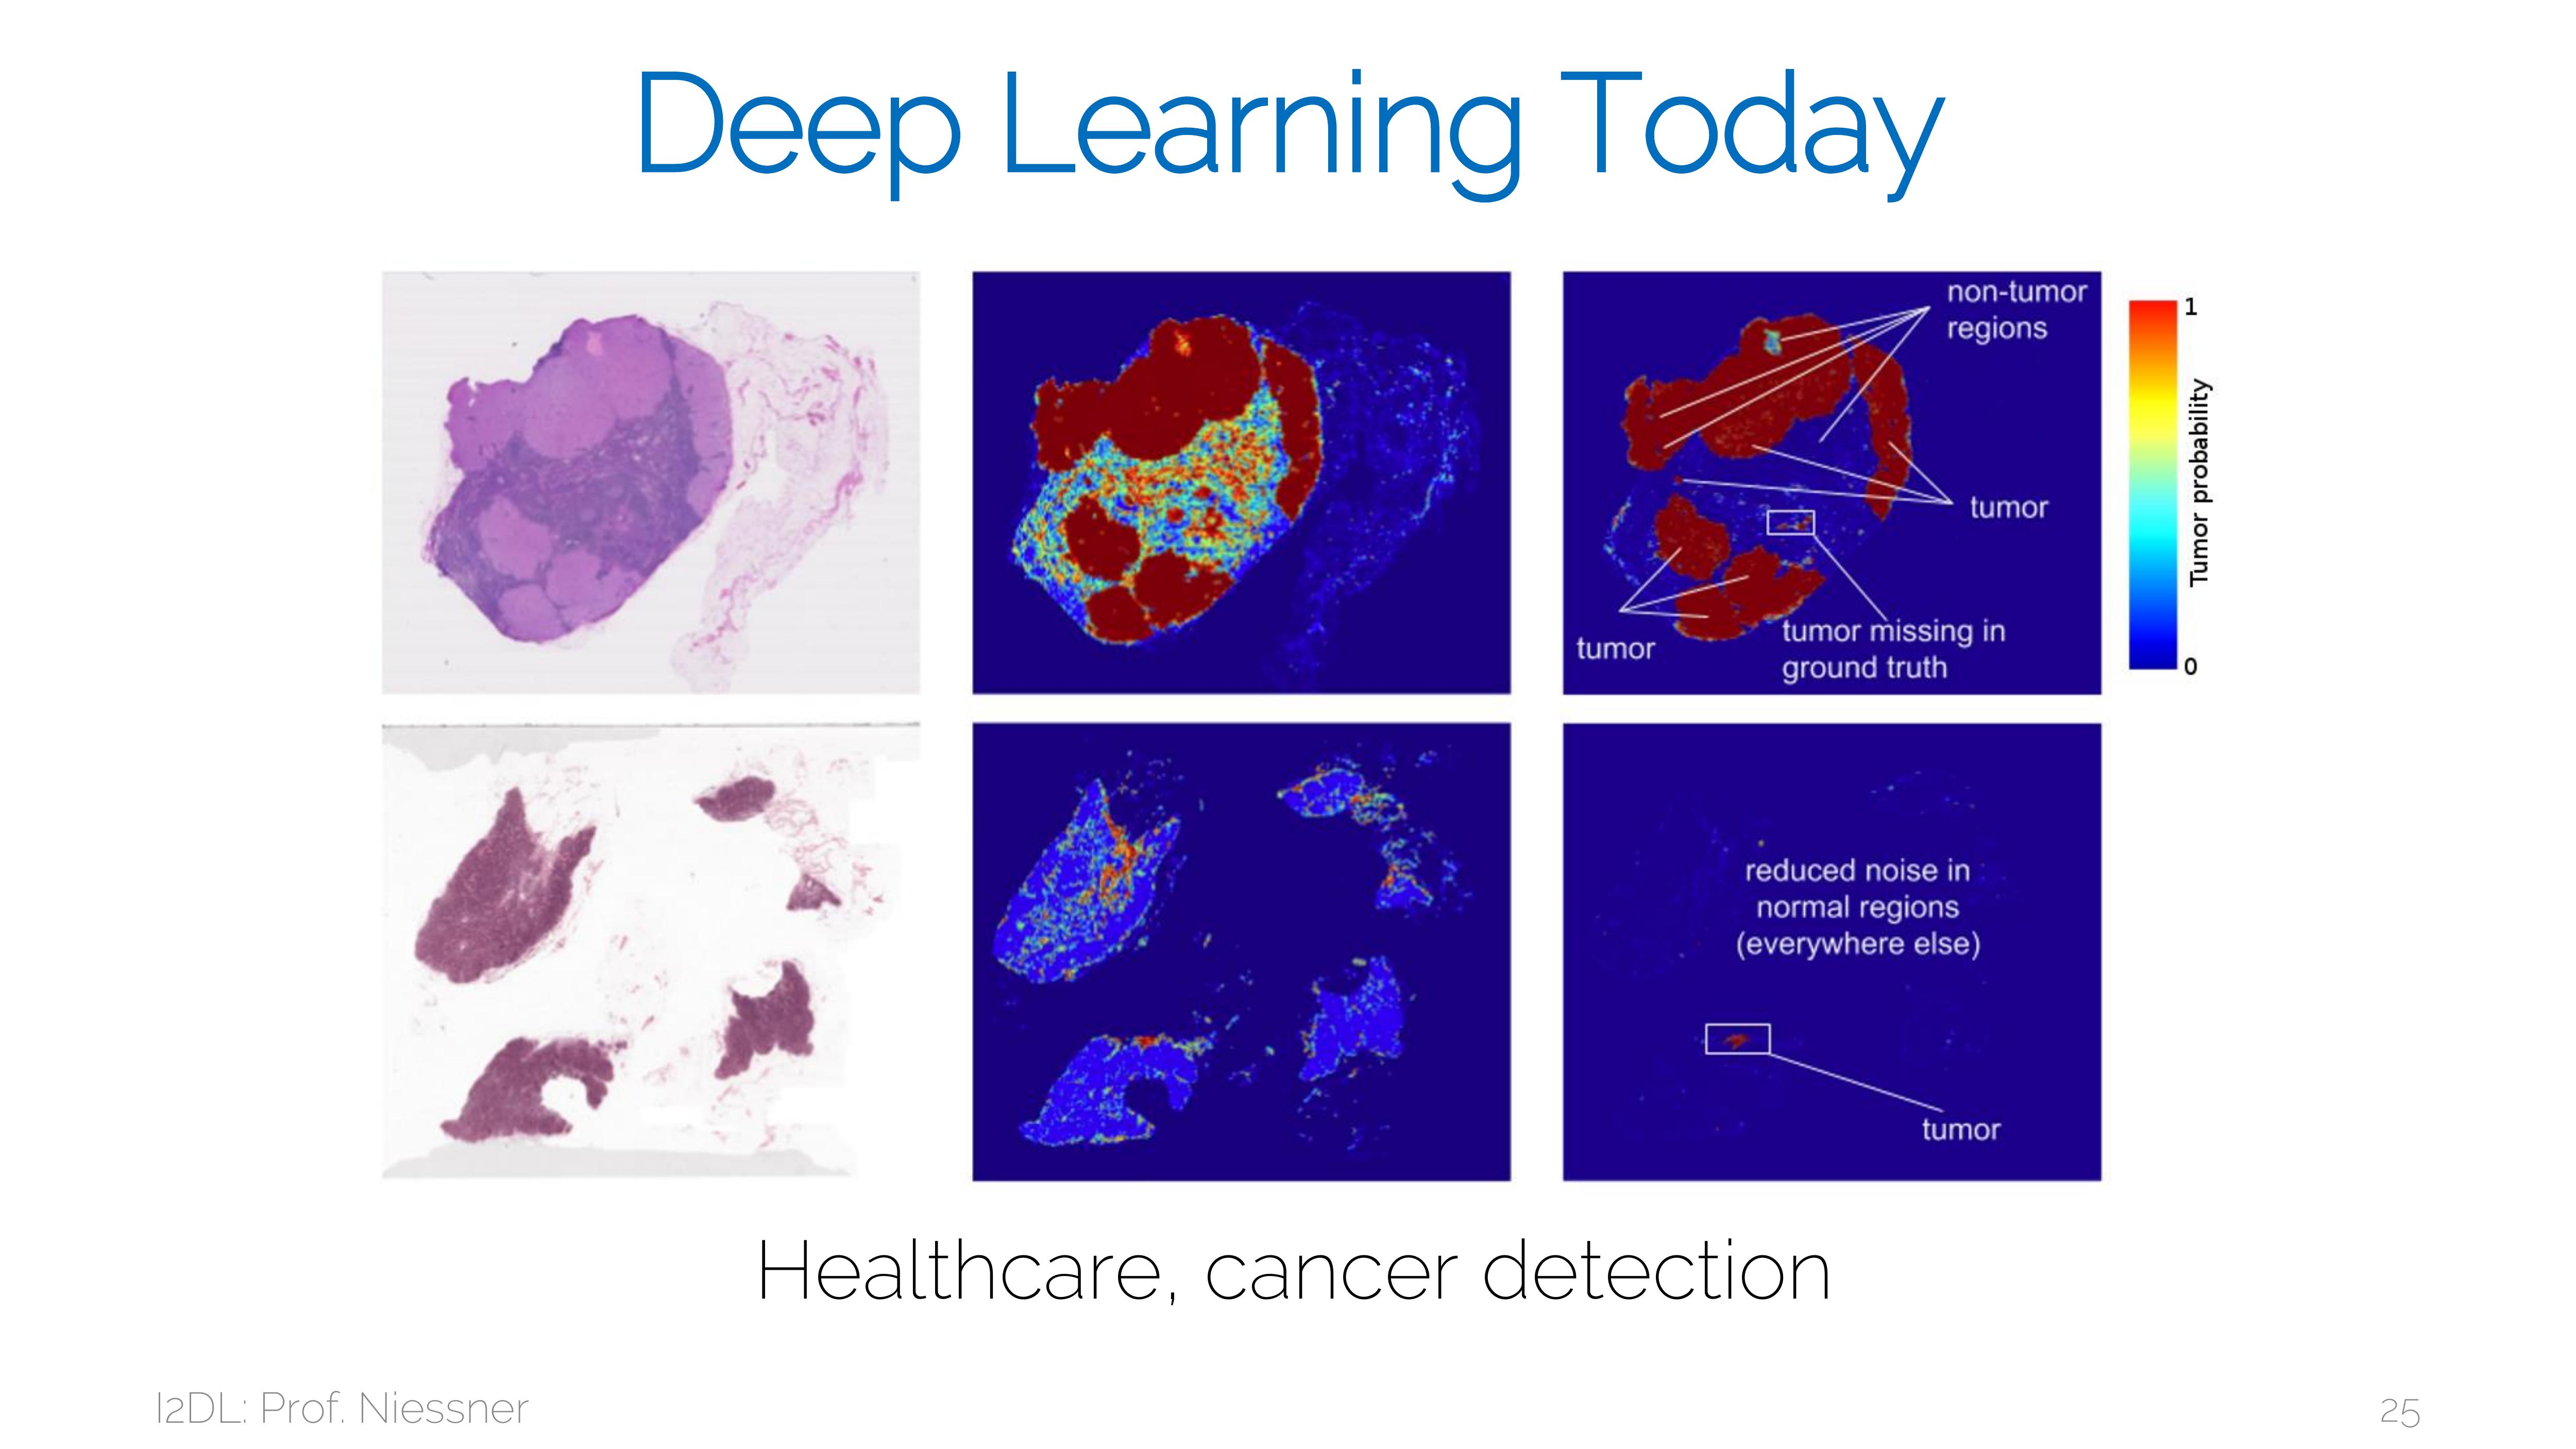 Deep Learning Today
non-tumor
regions
tumor
tumor
tumor missing in
ground truth
1
Tumor probability
0
reduced noise in
normal regions
(everywhere else)
tumor
Healthcare, cancer detection
I2DL: Prof. Niessner
25